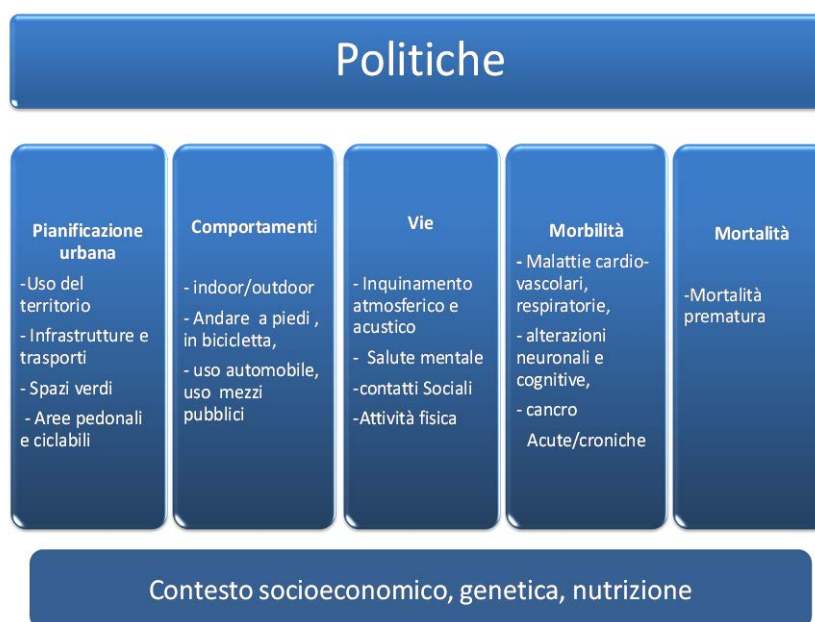 Politiche
Pianificazione
urbana
-Uso del
territorio
- Infrastrutture e
trasporti
- Spazi verdi
- Aree pedonali
e ciclabili
Comportamenti
- indoor/outdoor
- Andare a piedi ,
in bicicletta,
- uso automobile,
uso mezzi
pubblici
Vie
- Inquinamento
atmosferico e
acustico
- Salute mentale
-contatti Sociali
-Attività fisica
Morbilità
- Malattie cardio-
vascolari,
respiratorie,
- alterazioni
neuronali e
cognitive,
- cancro
Acute/croniche
Mortalità
-Mortalità
prematura
Contesto socioeconomico, genetica, nutrizione